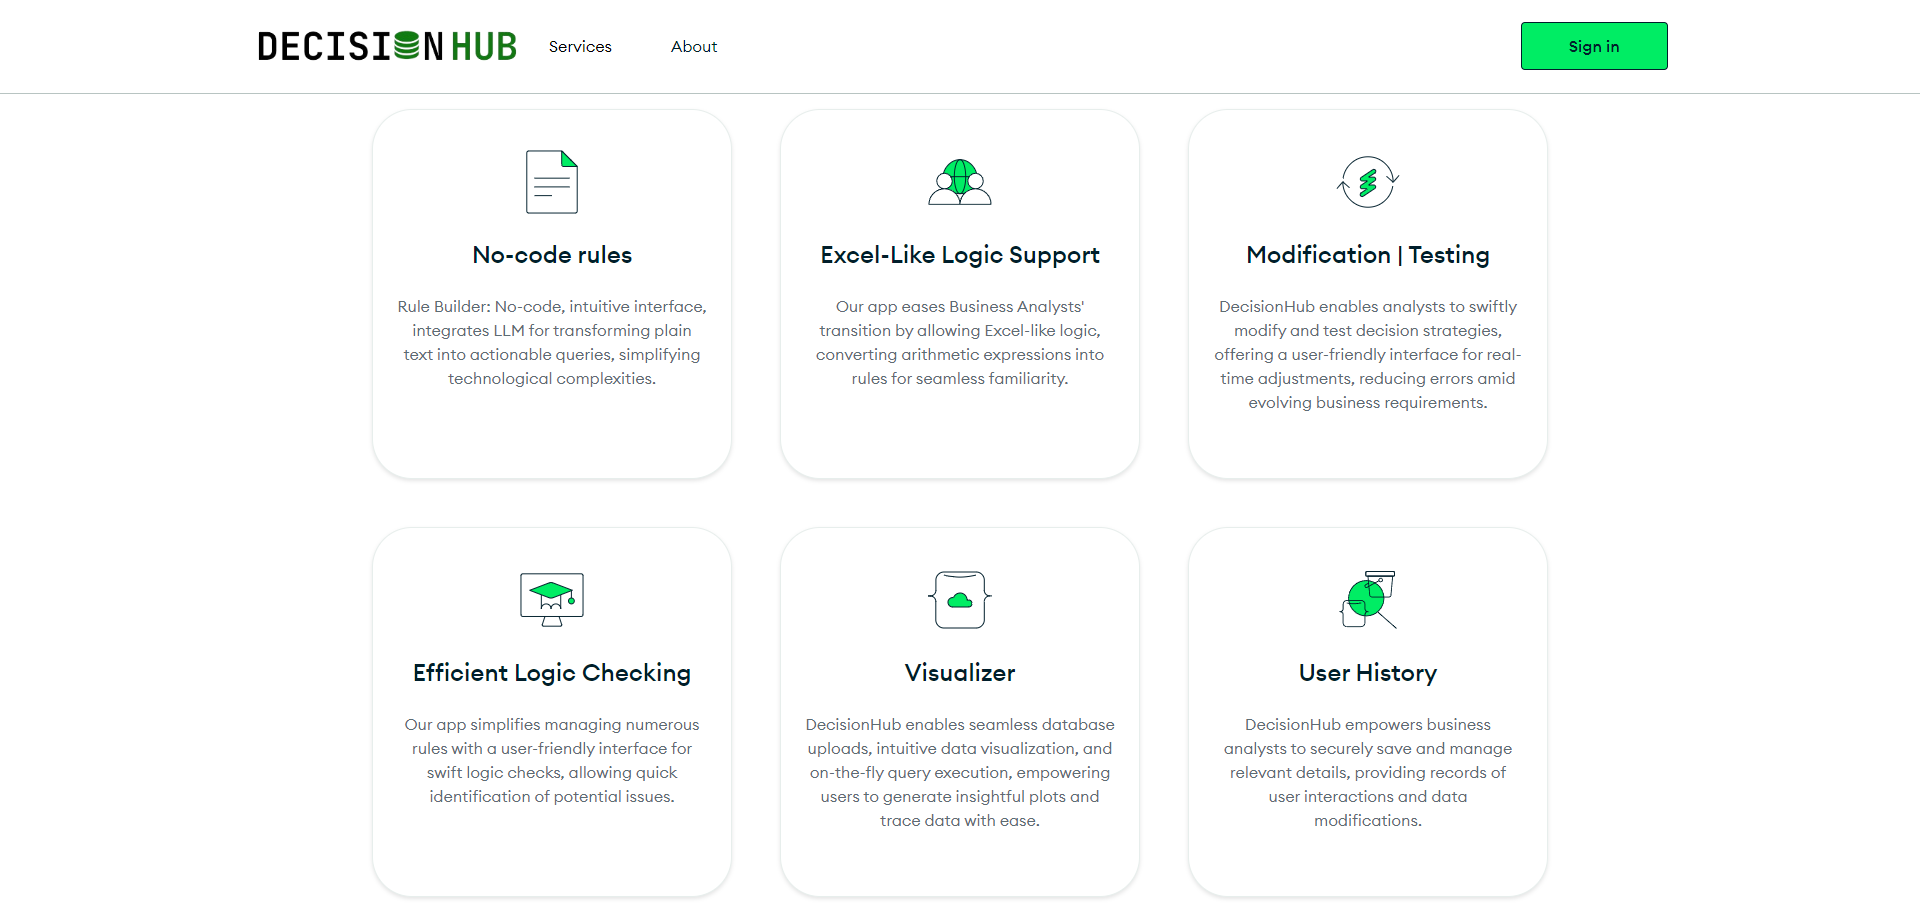 DECISION HUB
Services
About
Sign in
No-code rules
Rule Builder: No-code, intuitive interface,
integrates LLM for transforming plain
text into actionable queries, simplifying
technological complexities.
Excel-Like Logic Support
Our app eases Business Analysts'
transition by allowing Excel-like logic,
converting arithmetic expressions into
rules for seamless familiarity.
Modification | Testing
DecisionHub enables analysts to swiftly
modify and test decision strategies,
offering a user-friendly interface for real-
time adjustments, reducing errors amid
evolving business requirements.
Efficient Logic Checking
Our app simplifies managing numerous
rules with a user-friendly interface for
swift logic checks, allowing quick
identification of potential issues.
Visualizer
DecisionHub enables seamless database
uploads, intuitive data visualization, and
on-the-fly query execution, empowering
users to generate insightful plots and
trace data with ease.
User History
DecisionHub empowers business
analysts to securely save and manage
relevant details, providing records of
user interactions and data
modifications.